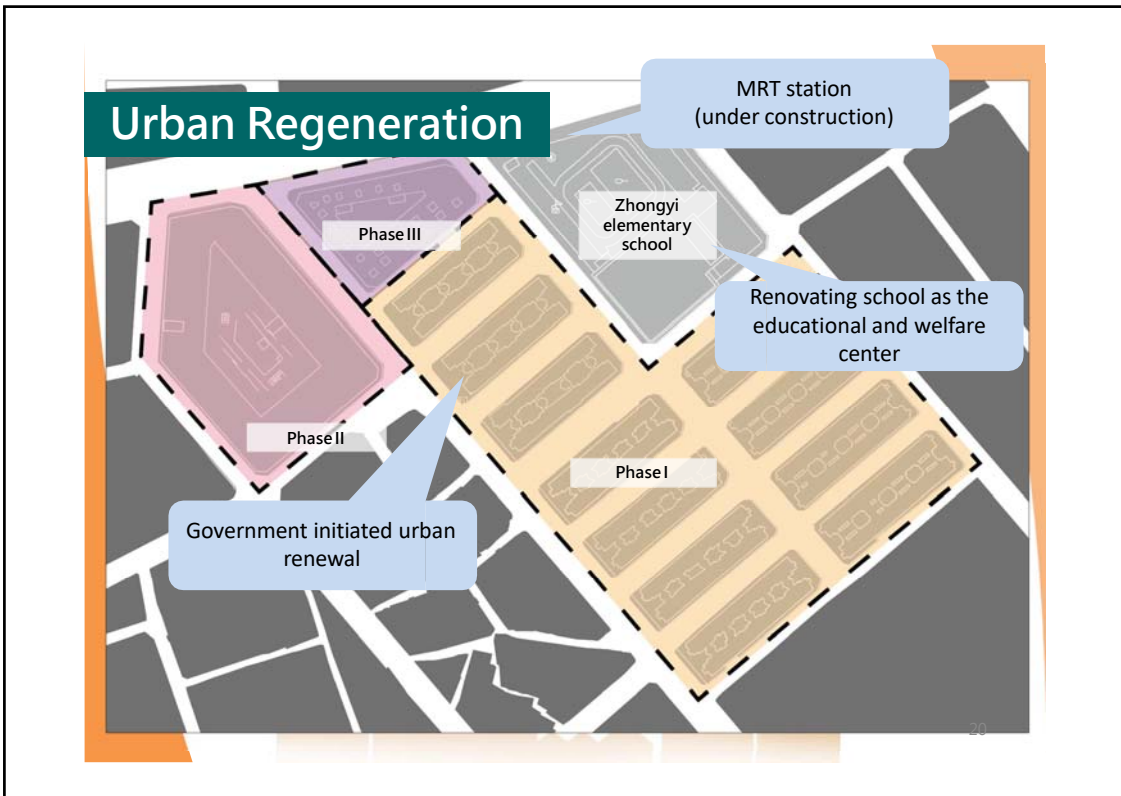 Urban Regeneration
MRT station
(under construction)
Zhongyi
elementary
school
Phase III
Renovating school as the
educational and welfare
center
Phase II
Phase I
Government initiated urban
renewal
20